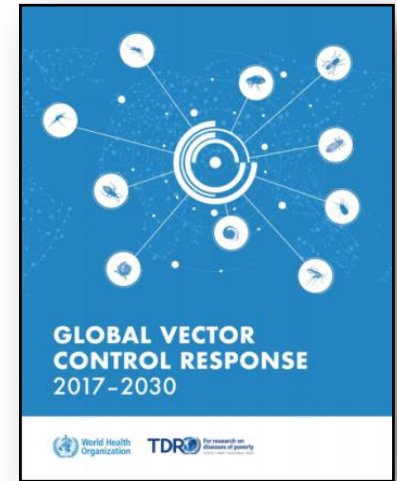 GLOBAL VECTOR
CONTROL RESPONSE
2017–2030
World Health
Organization
TDR
For research on
diseases of poverty